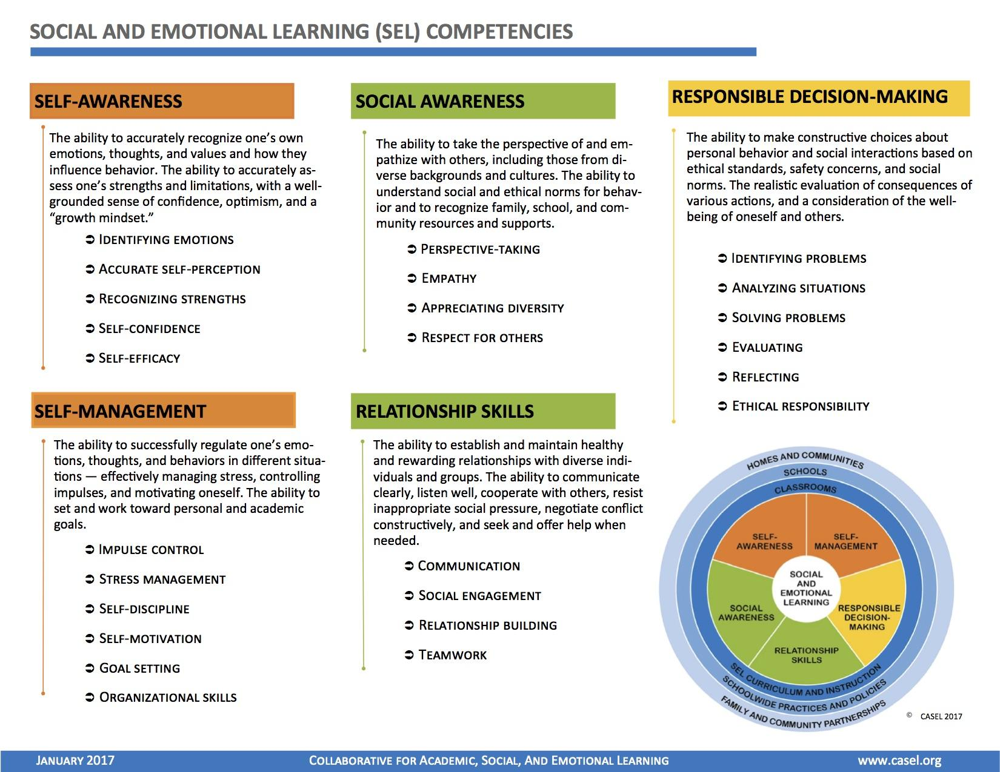 SOCIAL AND EMOTIONAL LEARNING (SEL) COMPETENCIES
SELF-AWARENESS
The ability to accurately recognize one's own
emotions, thoughts, and values and how they
influence behavior. The ability to accurately as-
sess one's strengths and limitations, with a well-
grounded sense of confidence, optimism, and a
“growth mindset.”
➲ IDENTIFYING EMOTIONS
➲ ACCURATE SELF-PERCEPTION
➲ RECOGNIZING STRENGTHS
➲ SELF-CONFIDENCE
➲ SELF-EFFICACY
SELF-MANAGEMENT
The ability to successfully regulate one's emo-
tions, thoughts, and behaviors in different situa-
tions — effectively managing stress, controlling
impulses, and motivating oneself. The ability to
set and work toward personal and academic
goals.
➲ IMPULSE CONTROL
➲ STRESS MANAGEMENT
➲ SELF-DISCIPLINE
➲ SELF-MOTIVATION
➲ GOAL SETTING
➲ ORGANIZATIONAL SKILLS
SOCIAL AWARENESS
The ability to take the perspective of and em-
pathize with others, including those from di-
verse backgrounds and cultures. The ability to
understand social and ethical norms for behav-
ior and to recognize family, school, and com-
munity resources and supports.
➲ PERSPECTIVE-TAKING
➲ EMPATHY
➲ APPRECIATING DIVERSITY
➲ RESPECT FOR OTHERS
RELATIONSHIP SKILLS
The ability to establish and maintain healthy
and rewarding relationships with diverse indi-
viduals and groups. The ability to communicate
clearly, listen well, cooperate with others, resist
inappropriate social pressure, negotiate conflict
constructively, and seek and offer help when
needed.
➲ COMMUNICATION
➲ SOCIAL ENGAGEMENT
➲ RELATIONSHIP BUILDING
➲ TEAMWORK
RESPONSIBLE DECISION-MAKING
The ability to make constructive choices about
personal behavior and social interactions based on
ethical standards, safety concerns, and social
norms. The realistic evaluation of consequences of
various actions, and a consideration of the well-
being of oneself and others.
➲ IDENTIFYING PROBLEMS
➲ ANALYZING SITUATIONS
➲ SOLVING PROBLEMS
➲ EVALUATING
➲ REFLECTING
➲ ETHICAL RESPONSIBILITY
HOMES AND COMMUNITIES
SCHOOLS
CLASSROOMS
SELF-
AWARENESS
SELF-
MANAGEMENT
SOCIAL
AND
EMOTIONAL
LEARNING
SOCIAL
AWARENESS
RESPONSIBLE
DECISION-
MAKING
RELATIONSHIP
SKILLS
SEL CURRICULUM AND INSTRUCTION
SCHOOLWIDE PRACTICES AND POLICIES
FAMILY AND COMMUNITY PARTNERSHIPS
© CASEL 2017
JANUARY 2017
COLLABORATIVE FOR ACADEMIC, SOCIAL, AND EMOTIONAL LEARNING
www.casel.org